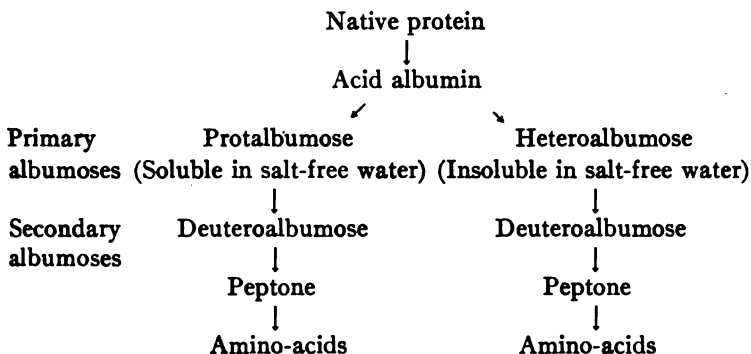 Native protein
Acid albumin
Primary Protalbumose Heteroalbumose
albumoses (Soluble in salt-free water) (Insoluble in salt-free water)
Secondary Deuteroalbumose Deuteroalbumose
albumoses
Peptone Peptone
Amino-acids Amino-acids